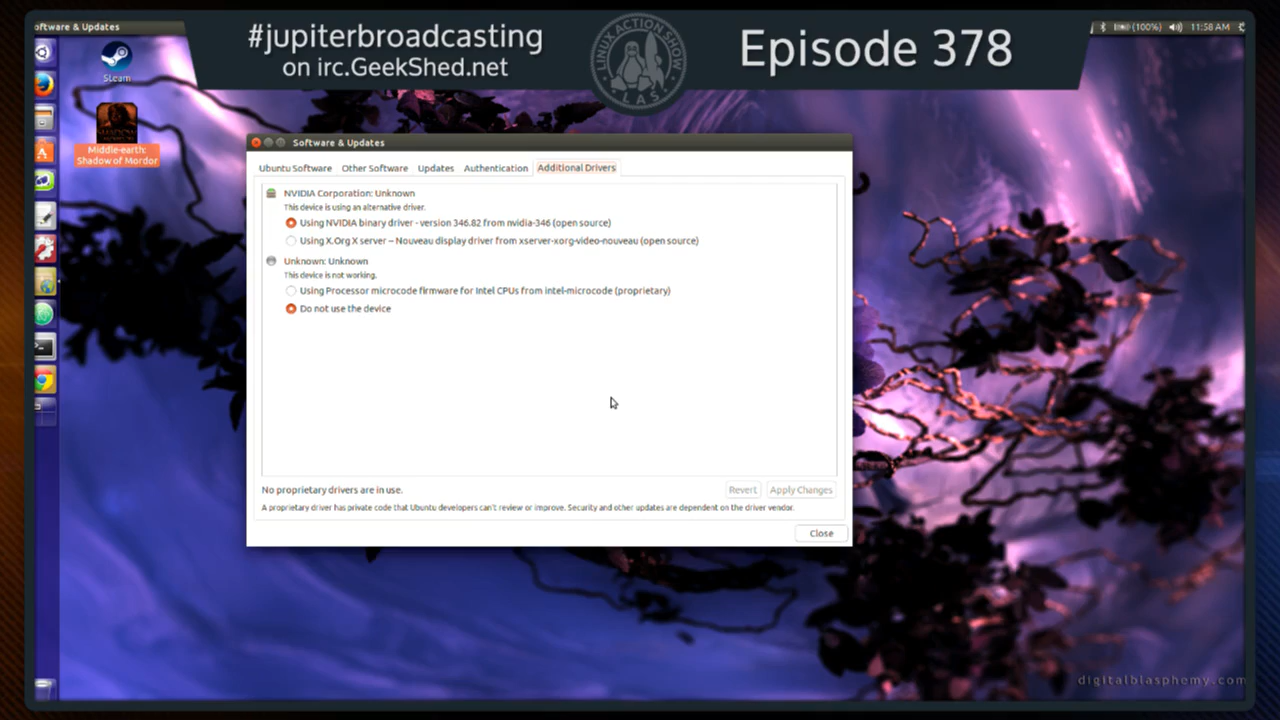 oftware & Updates
#jupiterbroadcasting
on irc.GeekShed.net
LINUX ACTION SHOW
L.A.S.
Episode 378
(100%)
11:58 AM
Steam
SHADOW
Middle-earth:
Shadow of Mordor
Software & Updates
Ubuntu Software Other Software Updates Authentication Additional Drivers
NVIDIA Corporation: Unknown
This device is using an alternative driver.
Using NVIDIA binary driver - version 346.82 from nvidia-346 (open source)
Using X.Org X server -- Nouveau display driver from xserver-xorg-video-nouveau (open source)
Unknown: Unknown
This device is not working.
Using Processor microcode firmware for Intel CPUs from intel-microcode (proprietary)
Do not use the device
No proprietary drivers are in use.
Revert Apply Changes
A proprietary driver has private code that Ubuntu developers can't review or improve. Security and other updates are dependent on the driver vendor.
Close
digitalblasphemy.com